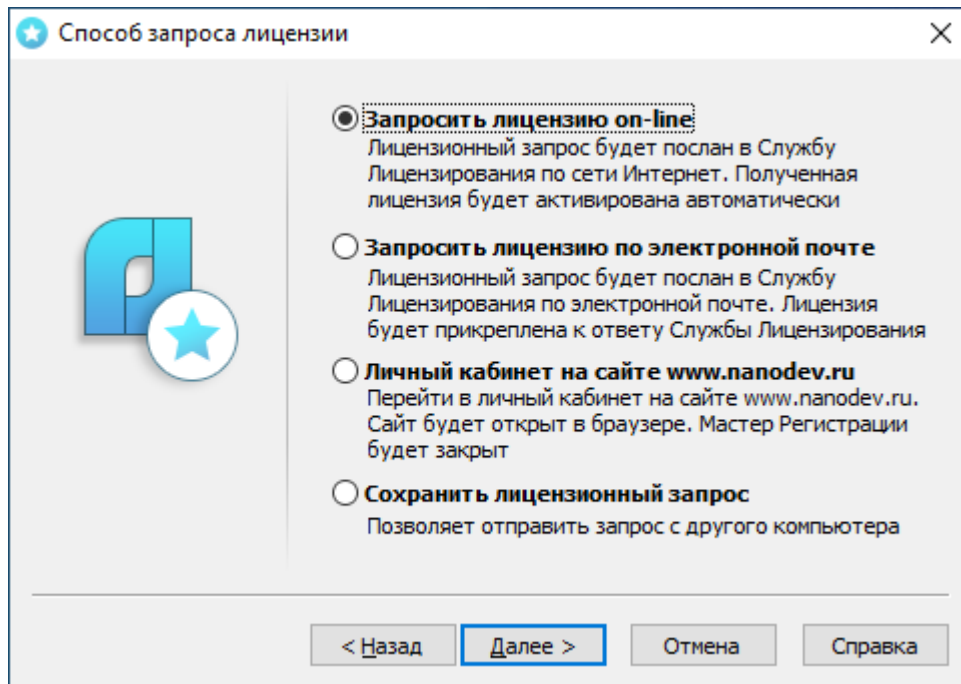 Способ запроса лицензии
Запросить лицензию on-line
Лицензионный запрос будет послан в Службу
Лицензирования по сети Интернет. Полученная
лицензия будет активирована автоматически
Запросить лицензию по электронной почте
Лицензионный запрос будет послан в Службу
Лицензирования по электронной почте. Лицензия
будет прикреплена к ответу Службы Лицензирования
Личный кабинет на сайте www.nanodev.ru
Перейти в личный кабинет на сайте www.nanodev.ru.
Сайт будет открыт в браузере. Мастер Регистрации
будет закрыт
Сохранить лицензионный запрос
Позволяет отправить запрос с другого компьютера
< Назад Далее > Отмена Справка